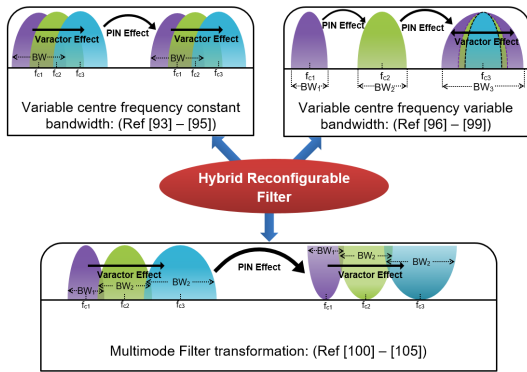 PIN Effect
Varactor Effect
BW
fc1 fc2 fc3
Varactor Effect
BW
fc1 fc2 fc3
Variable centre frequency constant
bandwidth: (Ref [93] – [95])
PIN Effect
PIN Effect
Varactor Effect
fc1
BW1
fc2
BW2
fc3
BW3
Variable centre frequency variable
bandwidth: (Ref [96] – [99])
Hybrid Reconfigurable
Filter
Varactor Effect
BW1 BW2 BW2
fc1 fc2 fc3
PIN Effect
BW1 BW2 BW2
Varactor Effect
fc1 fc2 fc3
Multimode Filter transformation: (Ref [100] – [105])